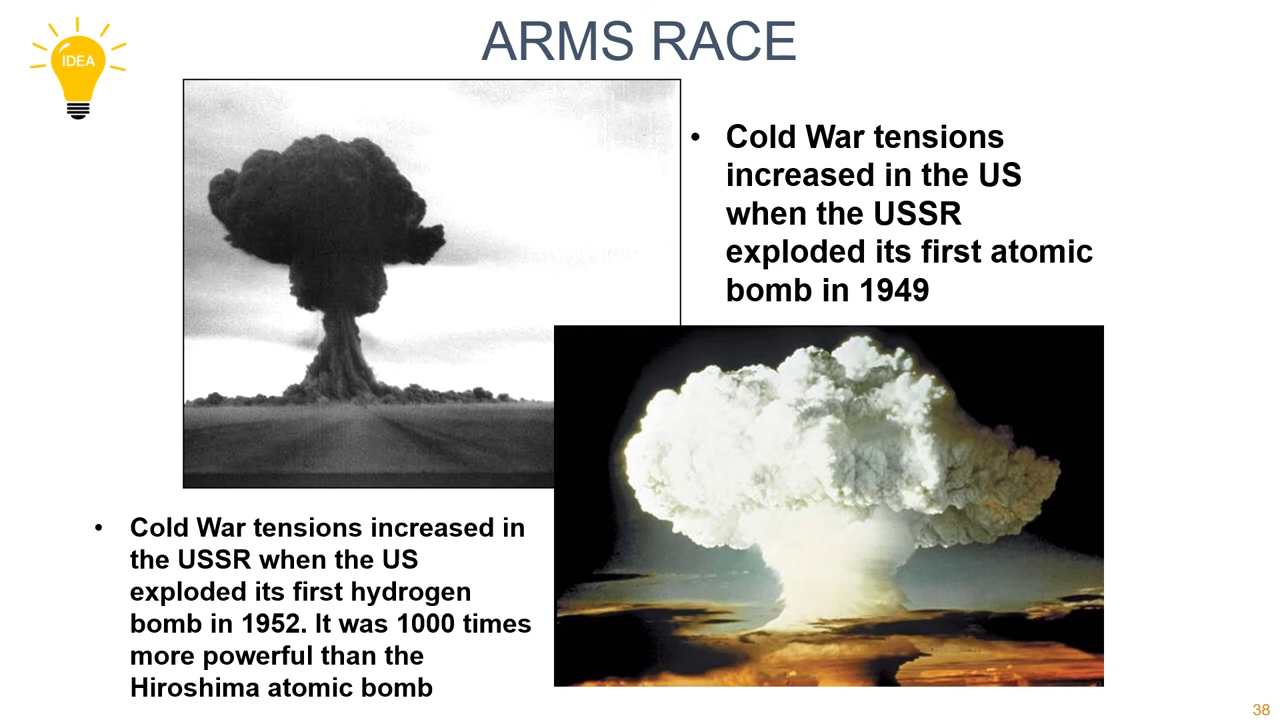 IDEA
ARMS RACE
• Cold War tensions
increased in the US
when the USSR
exploded its first atomic
bomb in 1949
• Cold War tensions increased in
the USSR when the US
exploded its first hydrogen
bomb in 1952. It was 1000 times
more powerful than the
Hiroshima atomic bomb
38